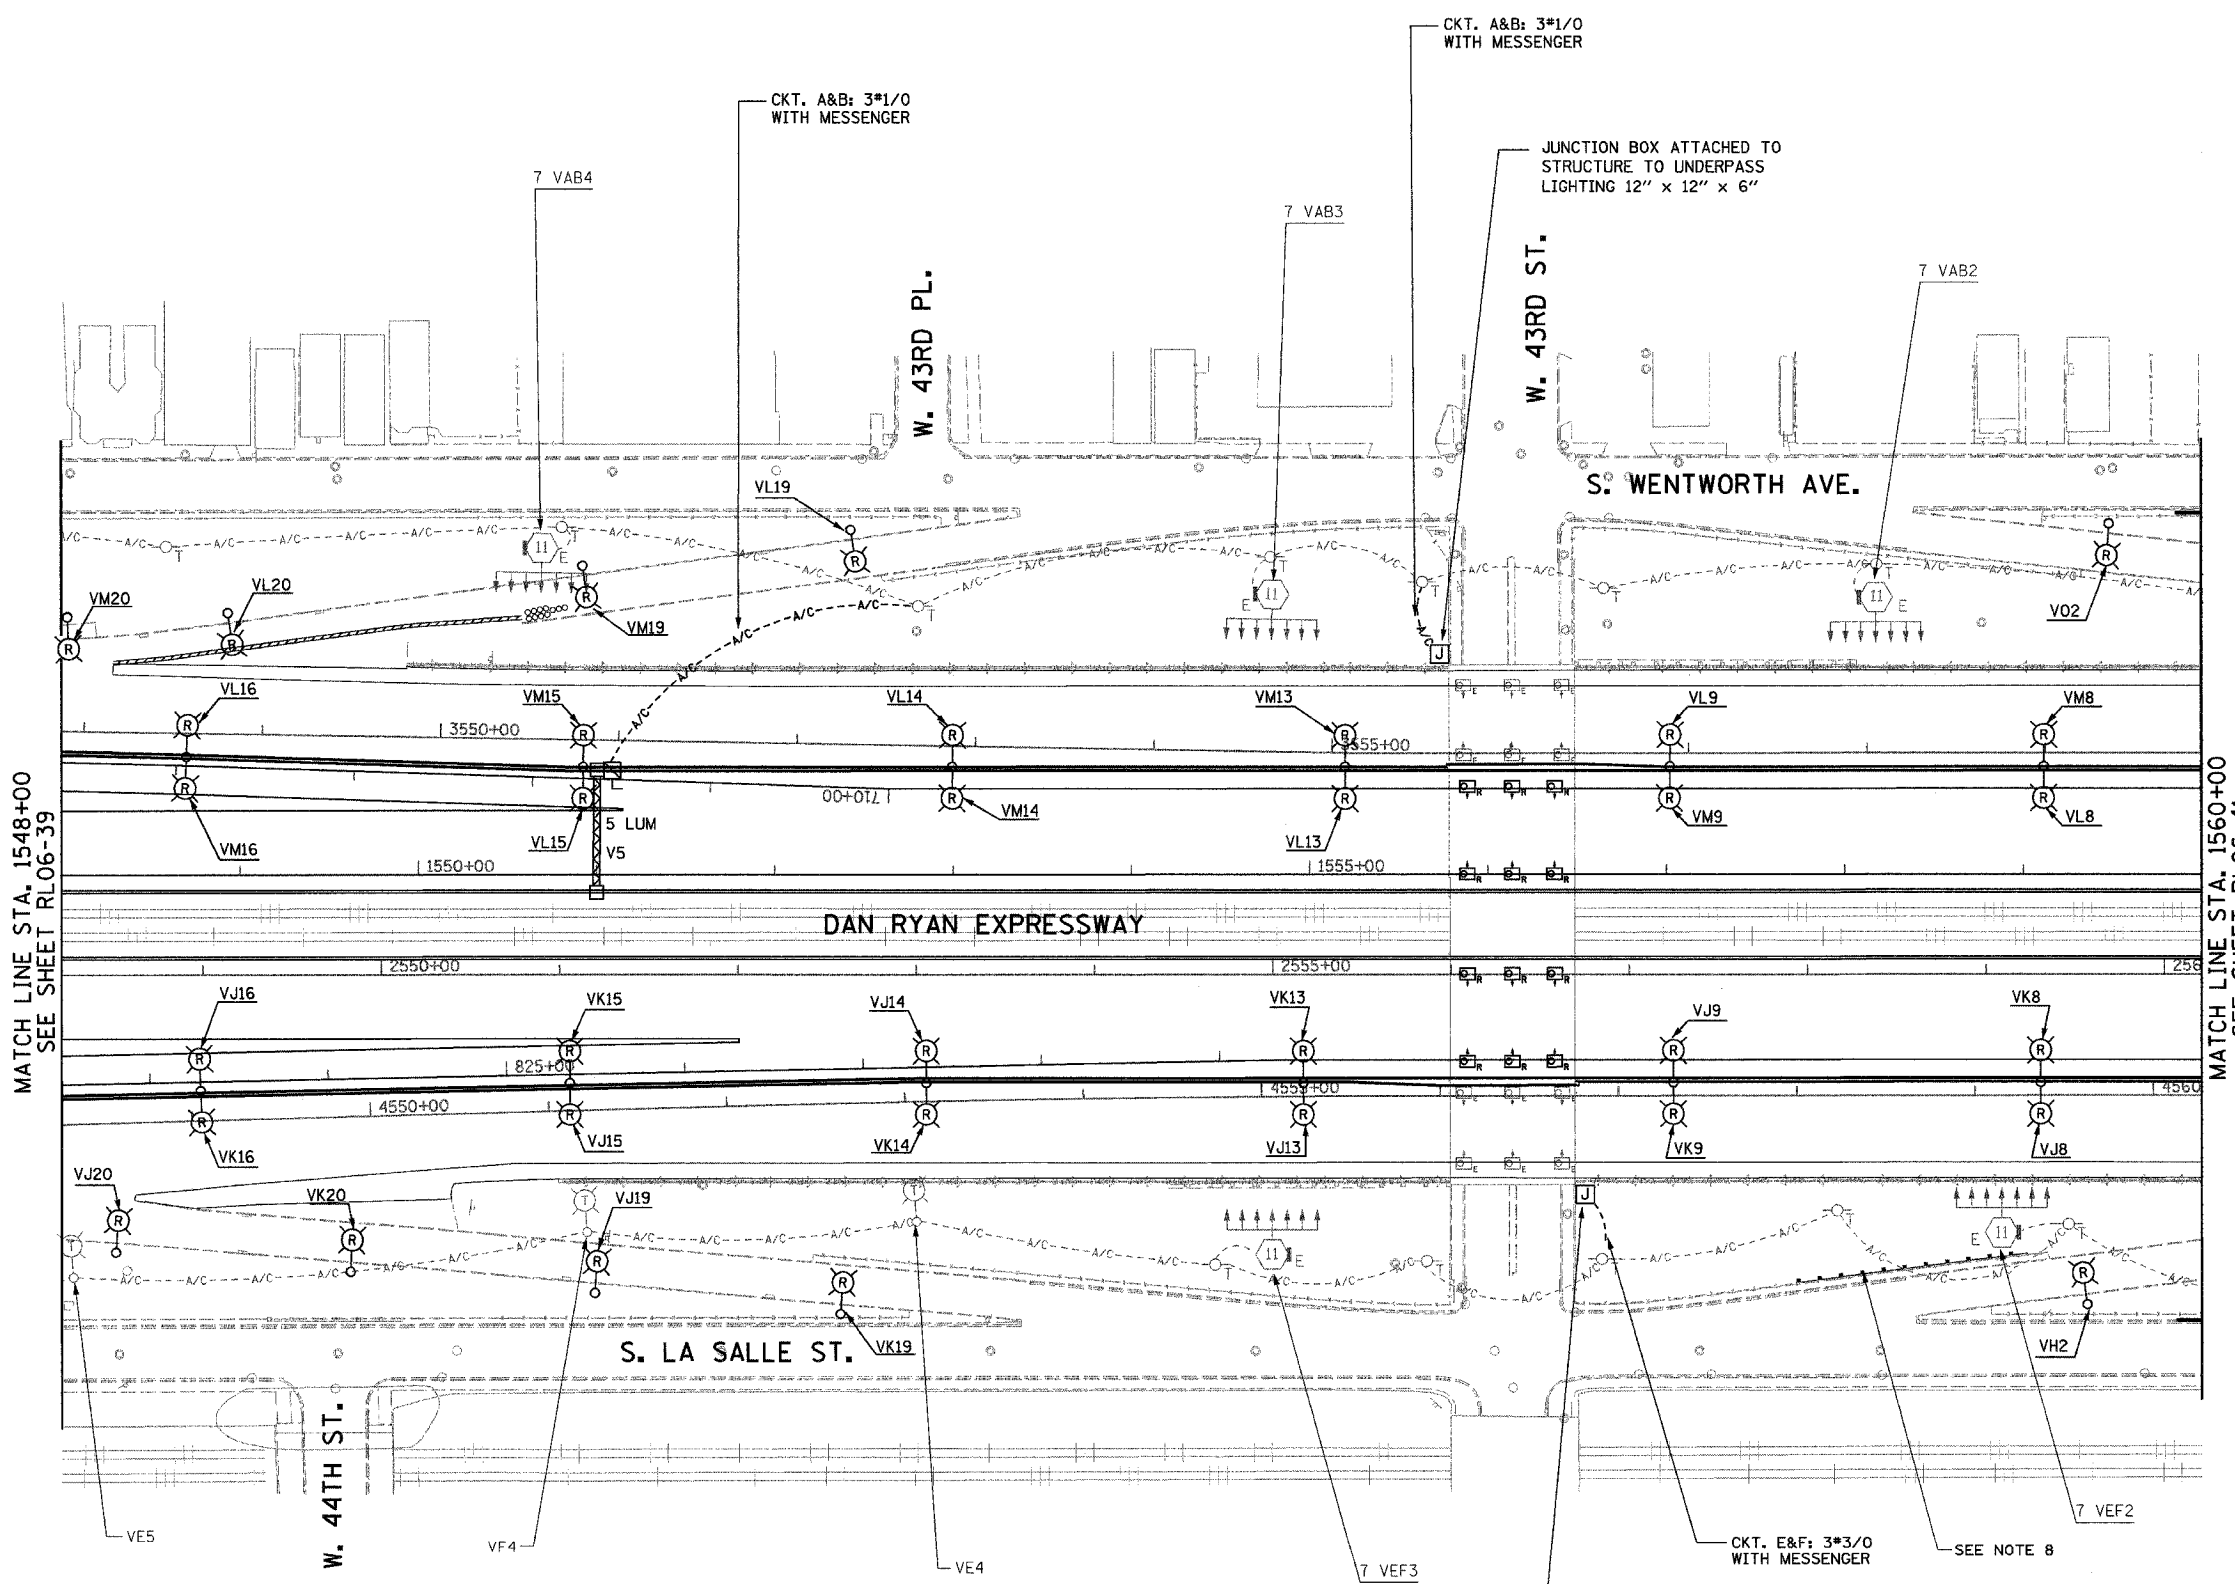 CKT. A&B: 3#1/0
WITH MESSENGER
CKT. A&B: 3#1/0
WITH MESSENGER
JUNCTION BOX ATTACHED TO
STRUCTURE TO UNDERPASS
LIGHTING 12" x 12" x 6"
7 VAB4
7 VAB3
7 VAB2
W. 43RD PL.
W. 43RD ST.
S. WENTWORTH AVE.
VL19
VM20
VL20
VM19
VO2
VL16
VM15
VL14
VM13
VL9
VM8
3550+00
3555+00
710+00
VM16
VL15
5 LUM
V5
VM14
VL13
VM9
VL8
1550+00
1555+00
MATCH LINE STA. 1548+00
SEE SHEET RL06-39
MATCH LINE STA. 1560+00
DAN RYAN EXPRESSWAY
2550+00
2555+00
256
VJ16
VK15
VJ14
VK13
VJ9
VK8
825+00
4550+00
4555+00
4560
VK16
VJ15
VK14
VJ13
VK9
VJ8
VJ20
VK20
VJ19
VK19
VH2
S. LA SALLE ST.
W. 44TH ST.
VE5
VF4
VE4
7 VEF3
CKT. E&F: 3#3/0
WITH MESSENGER
SEE NOTE 8
7 VEF2